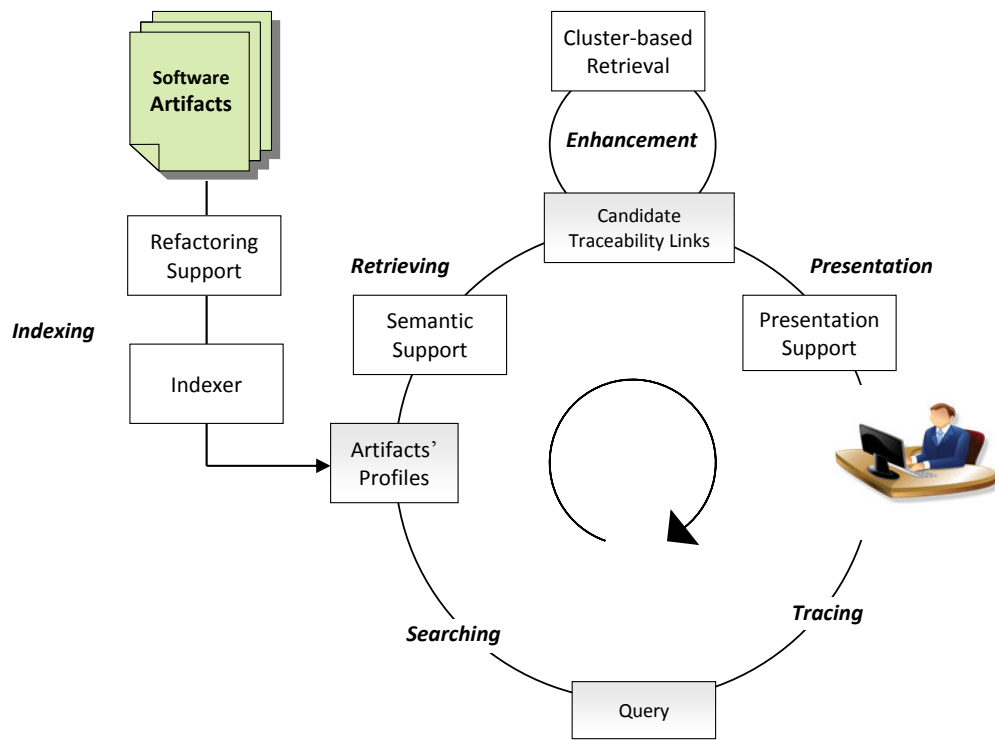 Software
Artifacts
Cluster-based
Retrieval
Enhancement
Candidate
Traceability Links
Refactoring
Support
Retrieving
Presentation
Indexing
Semantic
Support
Presentation
Support
Indexer
Artifacts’
Profiles
Searching
Tracing
Query